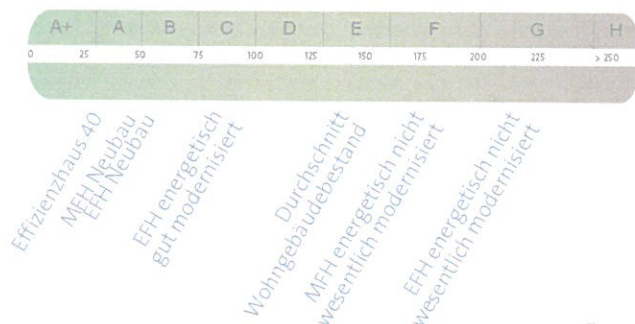 A+ A B C D E F G H
0 25 50 75 100 125 150 175 200 225 > 250
Effizienzhaus 40
MFH Neubau
EFH Neubau
EFH energetisch
gut modernisiert
Durchschnitt
Wohngebäudebestand
MFH energetisch nicht
wesentlich modernisiert
EFH energetisch nicht
wesentlich modernisiert